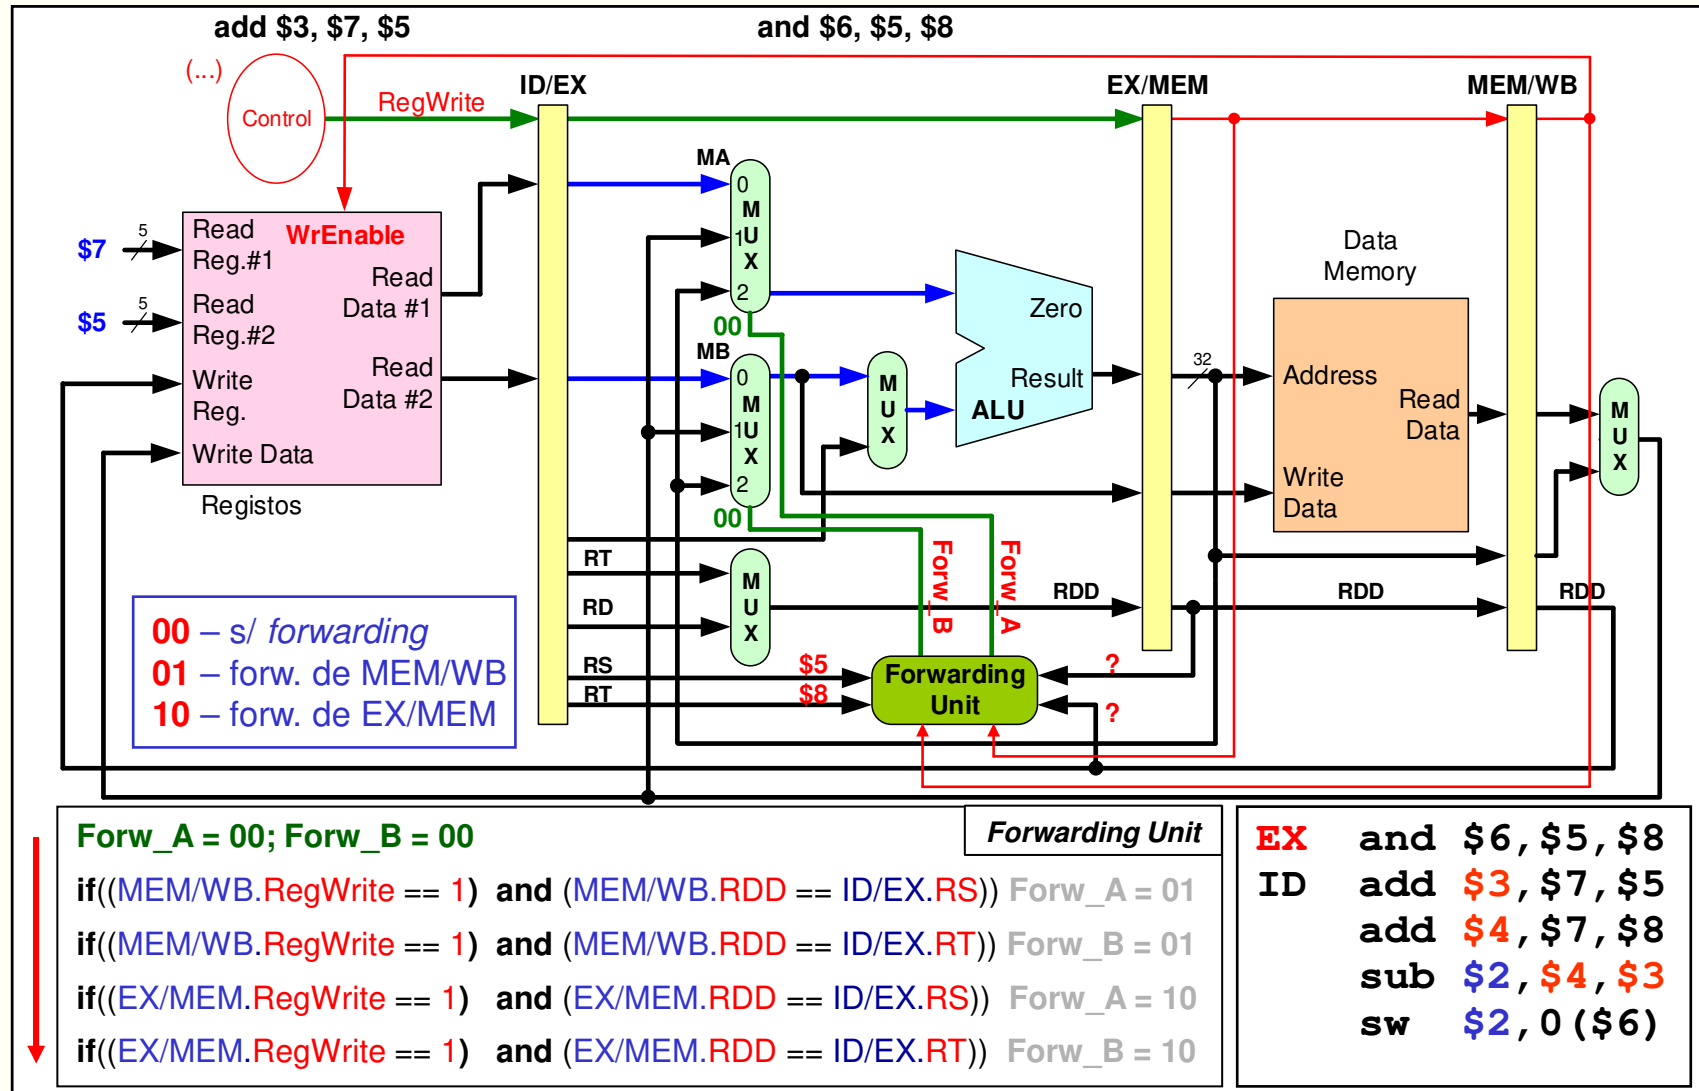 add $3, $7, $5
and $6, $5, $8
(...)
Control
RegWrite
ID/EX
EX/MEM
MEM/WB
WrEnable
$7
5
Read
Reg.#1
$5
5
Read
Reg.#2
Write
Reg.
Write Data
Read
Data #1
Read
Data #2
Registos
MA
0
M
1U
X
2
00
MB
0
M
1U
X
2
00
M
U
X
Zero
Result
ALU
32
Data
Memory
Address
Read
Data
Write
Data
M
U
X
RT
RD
M
U
X
RDD
RDD
RDD
Forw_B
Forw_A
RS
$5
RT
$8
Forwarding
Unit
?
?
00 – s/ forwarding
01 – forw. de MEM/WB
10 – forw. de EX/MEM
Forwarding Unit
Forw_A = 00; Forw_B = 00
if((MEM/WB.RegWrite == 1) and (MEM/WB.RDD == ID/EX.RS)) Forw_A = 01
if((MEM/WB.RegWrite == 1) and (MEM/WB.RDD == ID/EX.RT)) Forw_B = 01
if((EX/MEM.RegWrite == 1) and (EX/MEM.RDD == ID/EX.RS)) Forw_A = 10
if((EX/MEM.RegWrite == 1) and (EX/MEM.RDD == ID/EX.RT)) Forw_B = 10
EX and $6,$5,$8
ID add $3,$7,$5
add $4,$7,$8
sub $2,$4,$3
sw $2,0($6)